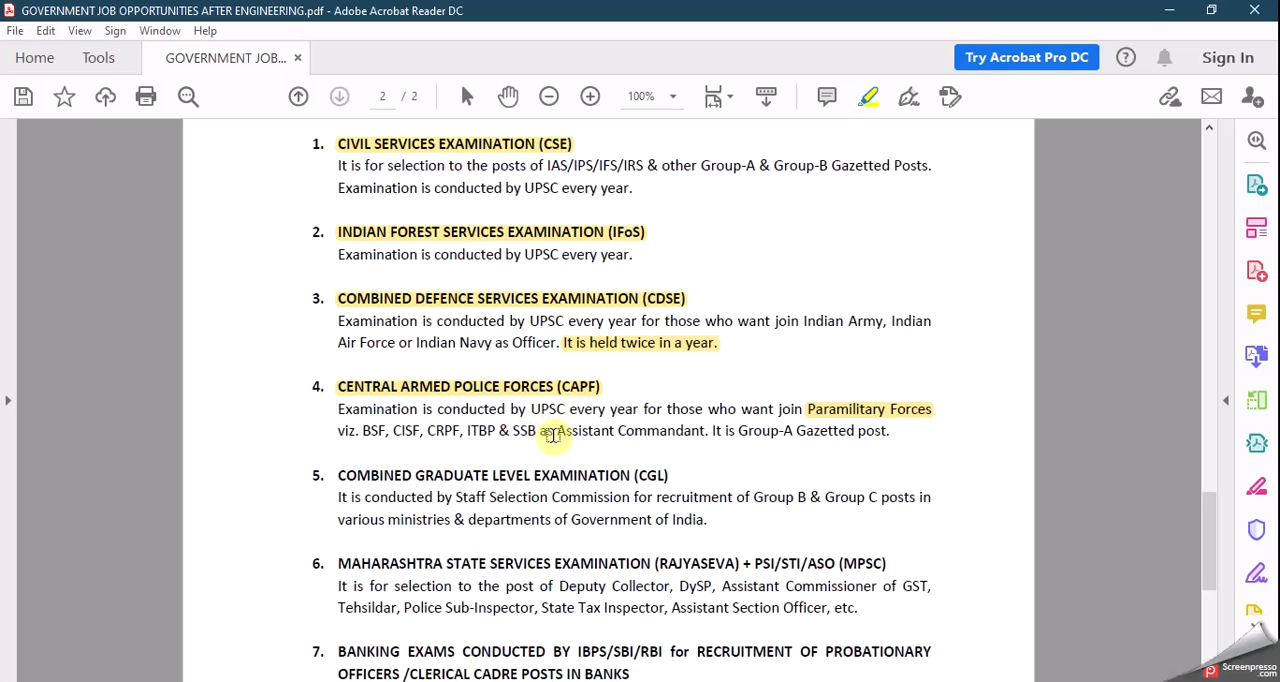 GOVERNMENT JOB OPPORTUNITIES AFTER ENGINEERING.pdf - Adobe Acrobat Reader DC
File Edit View Sign Window Help
Home Tools GOVERNMENT JOB... × Try Acrobat Pro DC Sign In
2 / 2 100%
1. CIVIL SERVICES EXAMINATION (CSE)
It is for selection to the posts of IAS/IPS/IFS/IRS & other Group-A & Group-B Gazetted Posts.
Examination is conducted by UPSC every year.
2. INDIAN FOREST SERVICES EXAMINATION (IFoS)
Examination is conducted by UPSC every year.
3. COMBINED DEFENCE SERVICES EXAMINATION (CDSE)
Examination is conducted by UPSC every year for those who want join Indian Army, Indian
Air Force or Indian Navy as Officer. It is held twice in a year.
4. CENTRAL ARMED POLICE FORCES (CAPF)
Examination is conducted by UPSC every year for those who want join Paramilitary Forces
viz. BSF, CISF, CRPF, ITBP & SSB as Assistant Commandant. It is Group-A Gazetted post.
5. COMBINED GRADUATE LEVEL EXAMINATION (CGL)
It is conducted by Staff Selection Commission for recruitment of Group B & Group C posts in
various ministries & departments of Government of India.
6. MAHARASHTRA STATE SERVICES EXAMINATION (RAJYASEVA) + PSI/STI/ASO (MPSC)
It is for selection to the post of Deputy Collector, DySP, Assistant Commissioner of GST,
Tehsildar, Police Sub-Inspector, State Tax Inspector, Assistant Section Officer, etc.
7. BANKING EXAMS CONDUCTED BY IBPS/SBI/RBI for RECRUITMENT OF PROBATIONARY
OFFICERS /CLERICAL CADRE POSTS IN BANKS
Screenpresso
.com